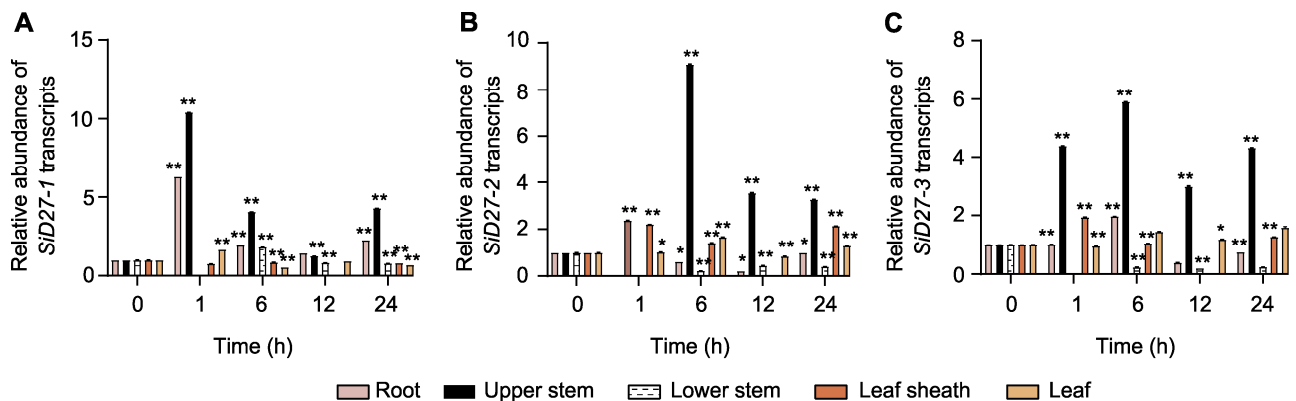 A
Relative abundance of
SiD27-1 transcripts
15
10
5
0
** ** ** ** ** ** ** ** ** ** ** ** ** **
0 1 6 12 24
Time (h)
B
Relative abundance of
SiD27-2 transcripts
10
8
6
4
2
0
** ** * * ** ** ** ** * ** ** ** * ** ** ** **
0 1 6 12 24
Time (h)
C
Relative abundance of
SiD27-3 transcripts
8
6
4
2
0
** ** ** ** ** ** ** ** ** ** * ** ** **
0 1 6 12 24
Time (h)
Root Upper stem Lower stem Leaf sheath Leaf